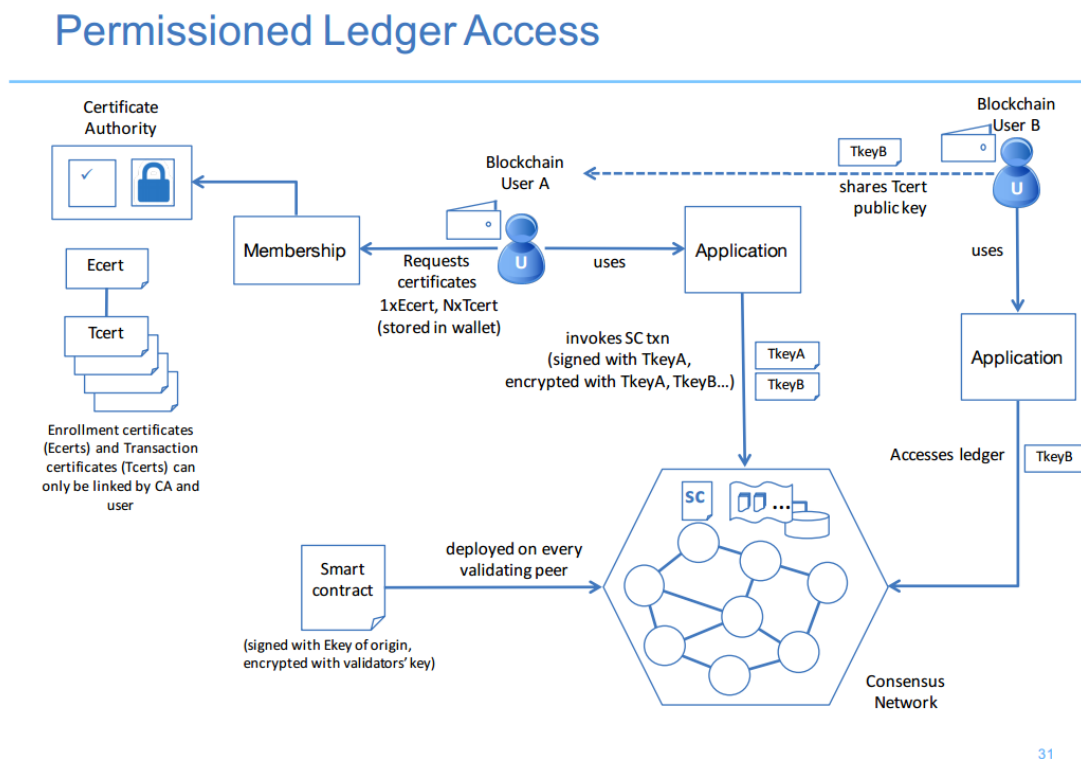 Permissioned Ledger Access
Certificate
Authority
Membership
Ecert
Tcert
Enrollment certificates
(Ecerts) and Transaction
certificates (Tcerts) can
only be linked by CA and
user
Blockchain
User A
U
Requests
certificates
1xEcert, NxTcert
(stored in wallet)
uses
Application
TkeyB
shares Tcert
public key
Blockchain
User B
U
uses
Application
invokes SC txn
(signed with TkeyA,
encrypted with TkeyA, TkeyB...)
TkeyA
TkeyB
Accesses ledger
TkeyB
SC
...
Smart
contract
(signed with Ekey of origin,
encrypted with validators' key)
deployed on every
validating peer
Consensus
Network
31